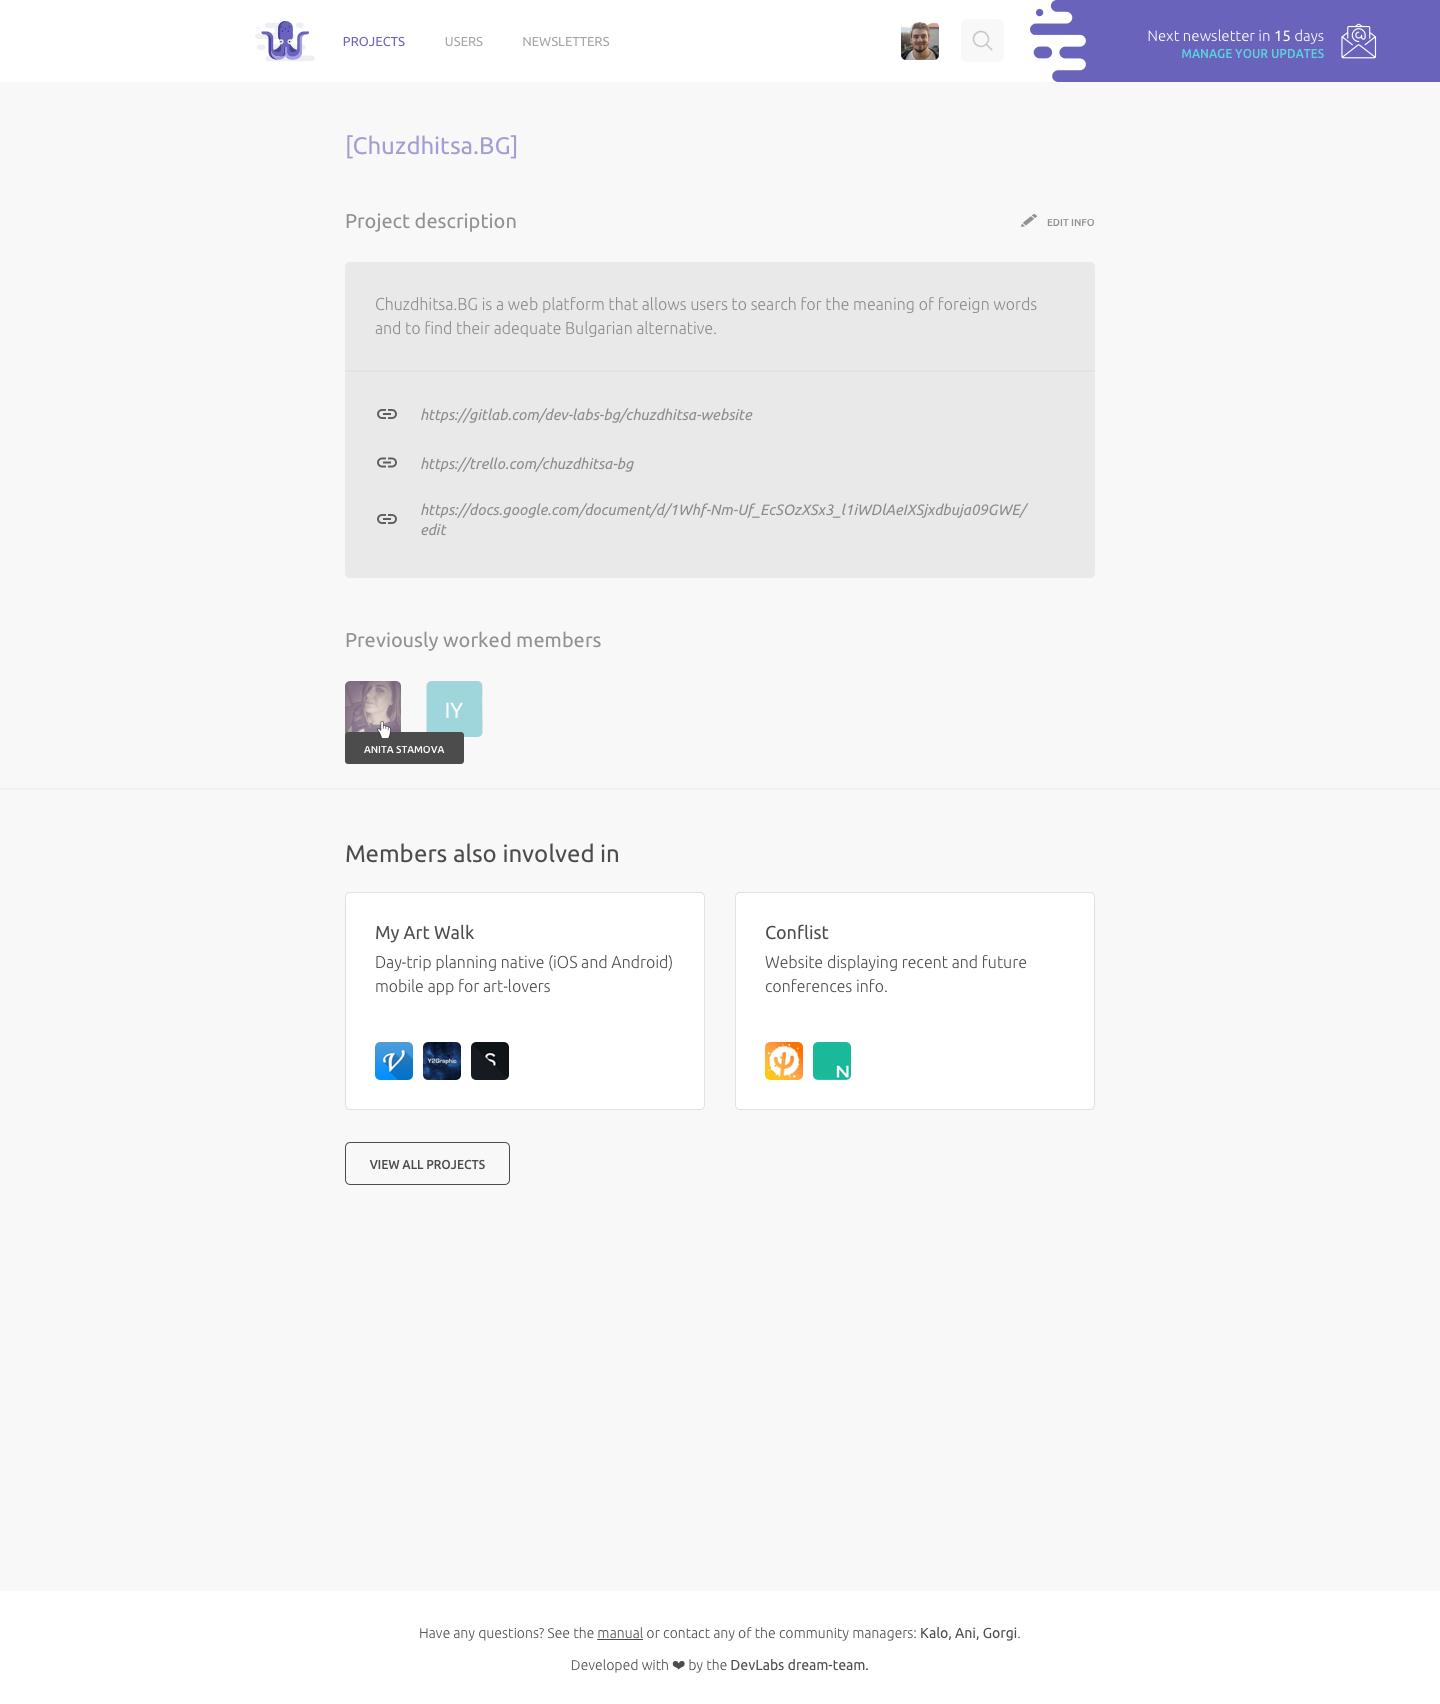 PROJECTS
USERS
NEWSLETTERS
Next newsletter in 15 days
MANAGE YOUR UPDATES
[Chuzdhitsa.BG]
Project description
EDIT INFO
Chuzdhitsa.BG is a web platform that allows users to search for the meaning of foreign words
and to find their adequate Bulgarian alternative.
https://gitlab.com/dev-labs-bg/chuzdhitsa-website
https://trello.com/chuzdhitsa-bg
https://docs.google.com/document/d/1Whf-Nm-Uf_EcSOzXSx3_l1iWDlAeIXSjxdbuja09GWE/
edit
Previously worked members
IY
ANITA STAMOVA
Members also involved in
My Art Walk
Day-trip planning native (iOS and Android)
mobile app for art-lovers
V
Y2Graphic
S
Conflist
Website displaying recent and future
conferences info.
N
VIEW ALL PROJECTS
Have any questions? See the manual or contact any of the community managers: Kalo, Ani, Gorgi.
Developed with ❤ by the DevLabs dream-team.